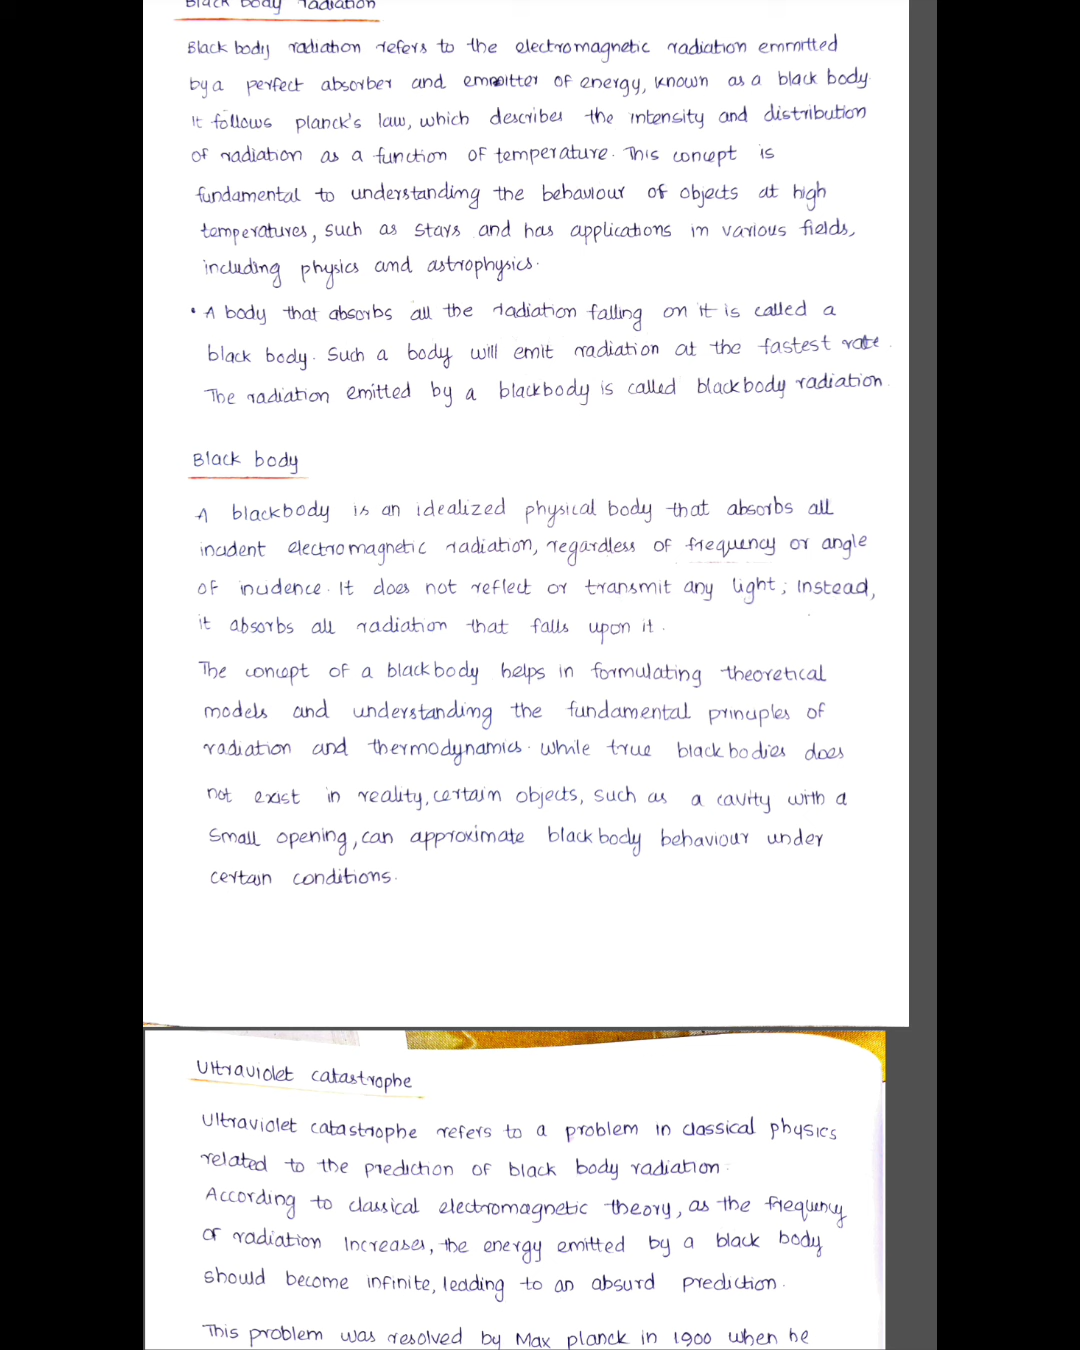 Black body radiation
Black body radiation refers to the electromagnetic radiation emmitted
by a perfect absorber and emmitter of energy, known as a black body.
It follows planck's law, which describes the intensity and distribution
of radiation as a function of temperature. This concept is
fundamental to understanding the behaviour of objects at high
temperatures, such as stars and has applications in various fields,
including physics and astrophysics.
• A body that absorbs all the radiation falling on it is called a
black body. Such a body will emit radiation at the fastest rate.
The radiation emitted by a blackbody is called blackbody radiation.
Black body
A blackbody is an idealized physical body that absorbs all
incident electromagnetic radiation, regardless of frequency or angle
of incidence. It does not reflect or transmit any light; Instead,
it absorbs all radiation that falls upon it.
The concept of a blackbody helps in formulating theoretical
models and understanding the fundamental principles of
radiation and thermodynamics. While true blackbodies does
not exist in reality, certain objects, such as a cavity with a
small opening, can approximate blackbody behaviour under
certain conditions.
Ultraviolet catastrophe
Ultraviolet catastrophe refers to a problem in classical physics
related to the prediction of black body radiation.
According to classical electromagnetic theory, as the frequency
of radiation increases, the energy emitted by a black body
should become infinite, leading to an absurd prediction.
This problem was resolved by Max planck in 1900 when he